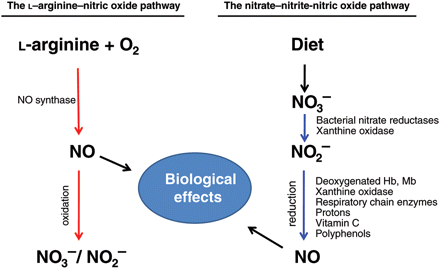 The L–arginine–nitric oxide pathway
L-arginine + O₂
NO synthase
NO
oxidation
NO₃⁻/ NO₂⁻
Biological
effects
The nitrate–nitrite-nitric oxide pathway
Diet
NO₃⁻
Bacterial nitrate reductases
Xanthine oxidase
NO₂⁻
reduction
Deoxygenated Hb, Mb
Xanthine oxidase
Respiratory chain enzymes
Protons
Vitamin C
Polyphenols
NO